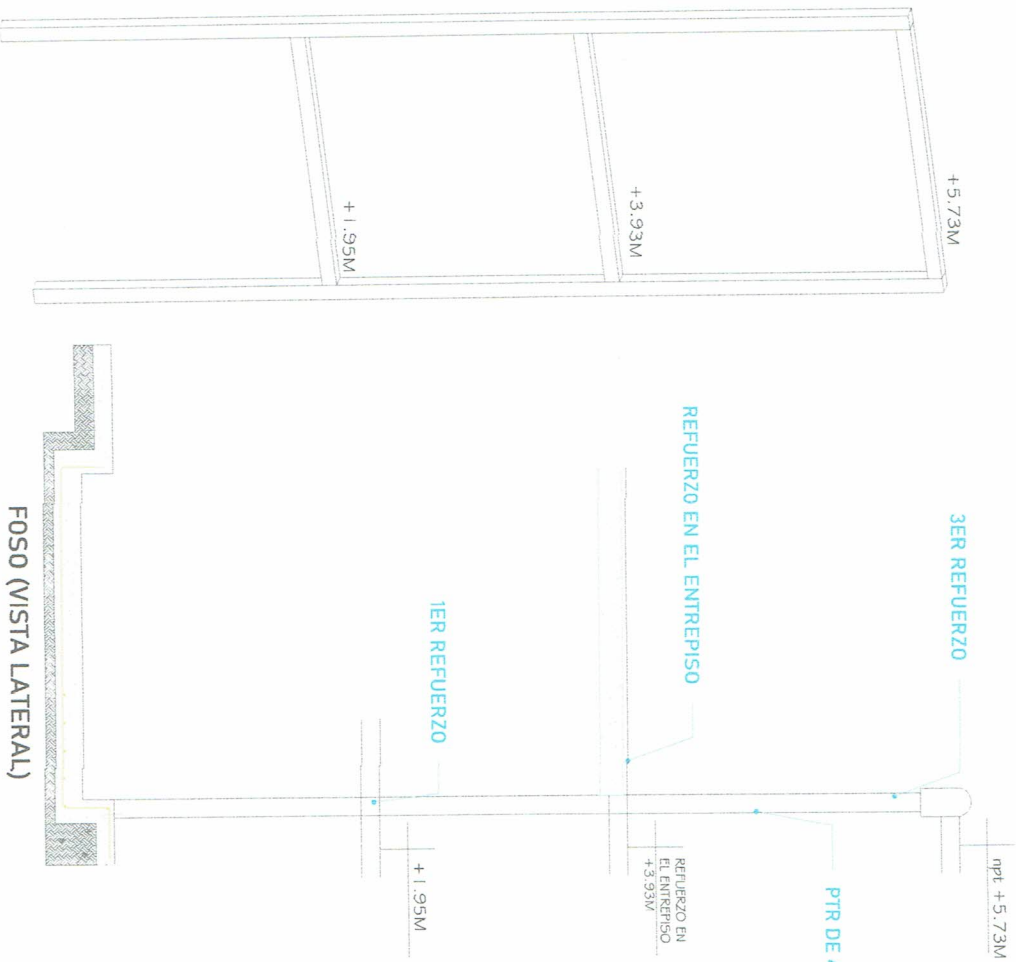 +5.73M
+3.93M
+1.95M
3ER REFUERZO
npt +5.73M
REFUERZO EN EL ENTREPISO
PTR DE
REFUERZO EN
EL ENTREPISO
+3.93M
1ER REFUERZO
+1.95M
FOSO (VISTA LATERAL)